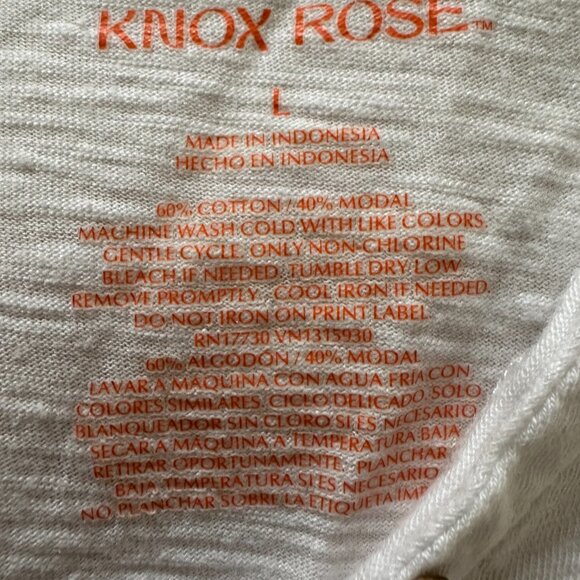 KNOX ROSE™
L
MADE IN INDONESIA
HECHO EN INDONESIA
60% COTTON / 40% MODAL
MACHINE WASH COLD WITH LIKE COLORS.
GENTLE CYCLE. ONLY NON-CHLORINE
BLEACH IF NEEDED. TUMBLE DRY LOW
REMOVE PROMPTLY. COOL IRON IF NEEDED.
DO NOT IRON ON PRINT LABEL
RN17730 VN1315930
60% ALGODÓN / 40% MODAL
LAVAR A MÁQUINA CON AGUA FRIA CON
COLORES SIMILARES. CICLO DELICADO. SÓLO
BLANQUEADOR SIN CLORO SI ES NECESARIO
SECAR A MÁQUINA A TEMPERATURA BAJA
RETIRAR OPORTUNAMENTE. PLANCHAR
BAJA TEMPERATURA SI ES NECESARIO
NO PLANCHAR SOBRE LA ETIQUETA IMP